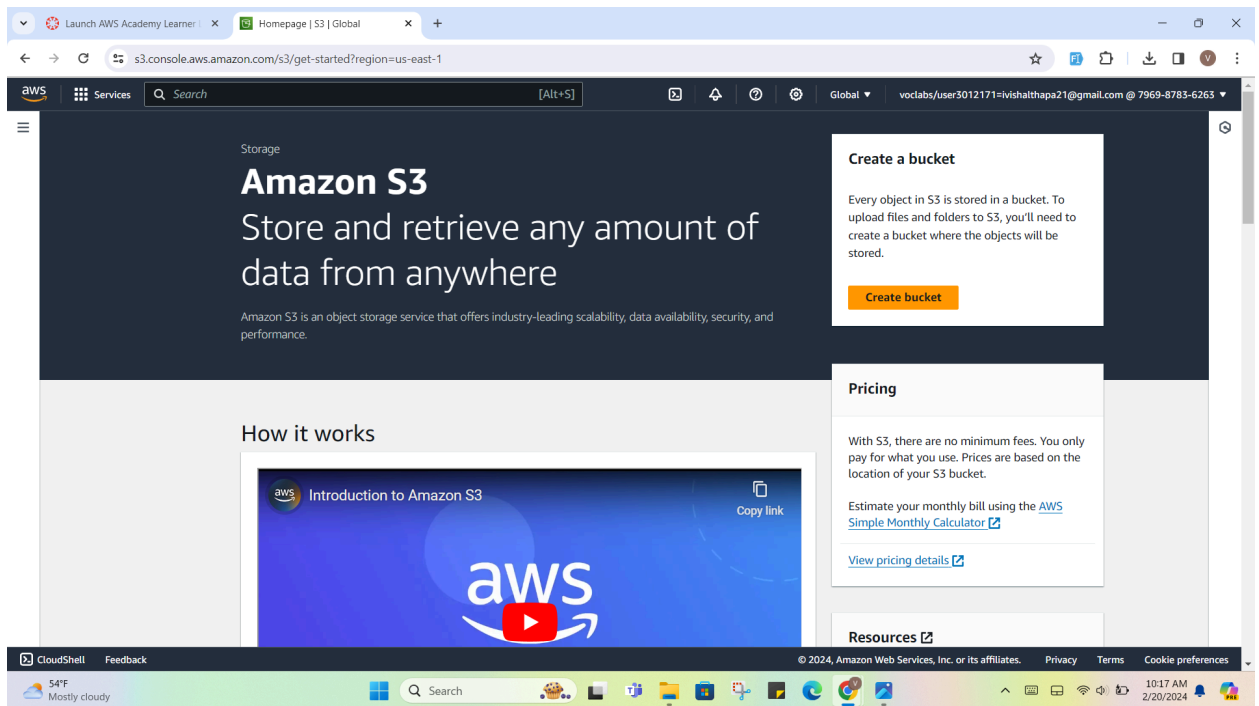 Launch AWS Academy Learner L
Homepage | S3 | Global
s3.console.aws.amazon.com/s3/get-started?region=us-east-1
V
aws
Services
Search
[Alt+S]
Global
voclabs/user3012171=ivishalthapa21@gmail.com @ 7969-8783-6263
Storage
Amazon S3
Store and retrieve any amount of
data from anywhere
Amazon S3 is an object storage service that offers industry-leading scalability, data availability, security, and
performance.
Create a bucket
Every object in S3 is stored in a bucket. To
upload files and folders to S3, you'll need to
create a bucket where the objects will be
stored.
Create bucket
Pricing
With S3, there are no minimum fees. You only
pay for what you use. Prices are based on the
location of your S3 bucket.
Estimate your monthly bill using the AWS
Simple Monthly Calculator
View pricing details
Resources
How it works
aws
Introduction to Amazon S3
Copy link
aws
CloudShell
Feedback
© 2024, Amazon Web Services, Inc. or its affiliates.
Privacy
Terms
Cookie preferences
54°F
Mostly cloudy
Search
10:17 AM
2/20/2024